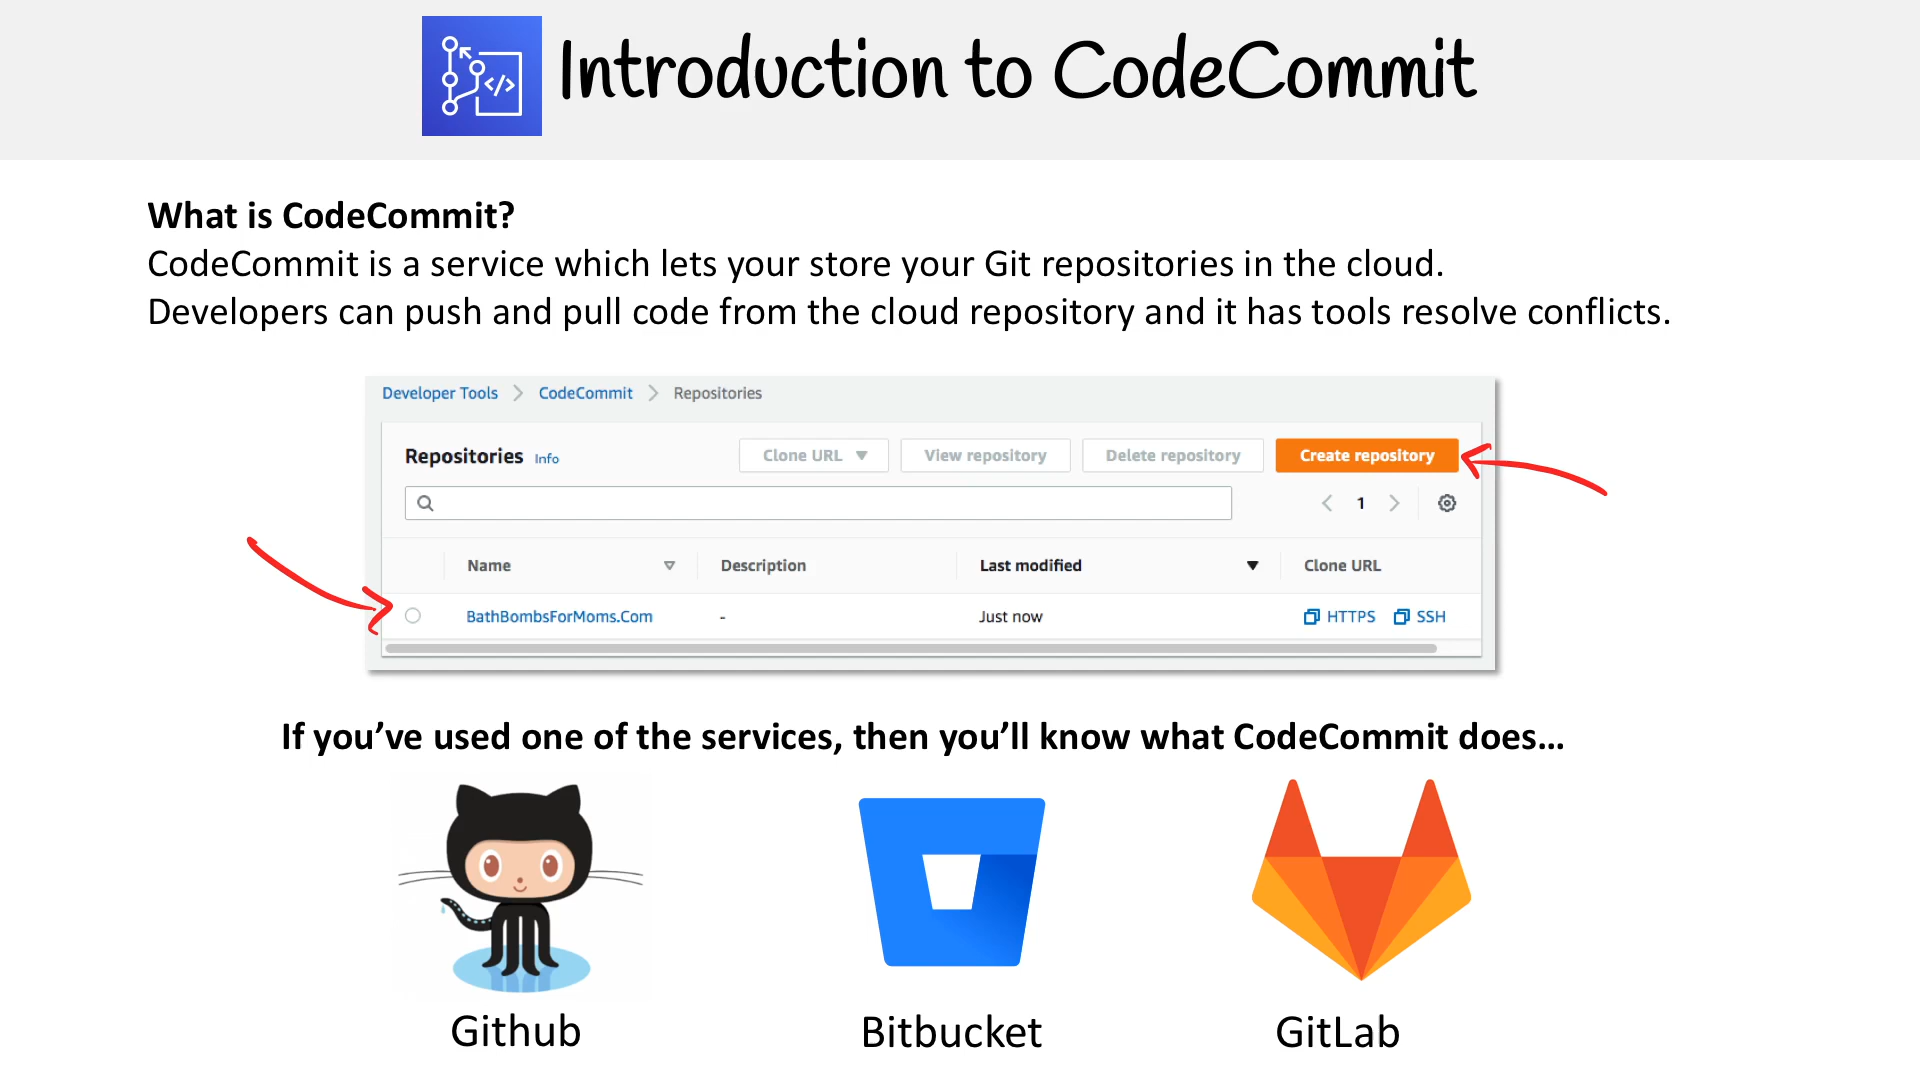 Introduction to CodeCommit
What is CodeCommit?
CodeCommit is a service which lets your store your Git repositories in the cloud.
Developers can push and pull code from the cloud repository and it has tools resolve conflicts.
Developer Tools > CodeCommit > Repositories
Repositories Info Clone URL View repository Delete repository Create repository
1
Name Description Last modified Clone URL
BathBombsForMoms.Com - Just now HTTPS SSH
If you’ve used one of the services, then you’ll know what CodeCommit does…
Github Bitbucket GitLab